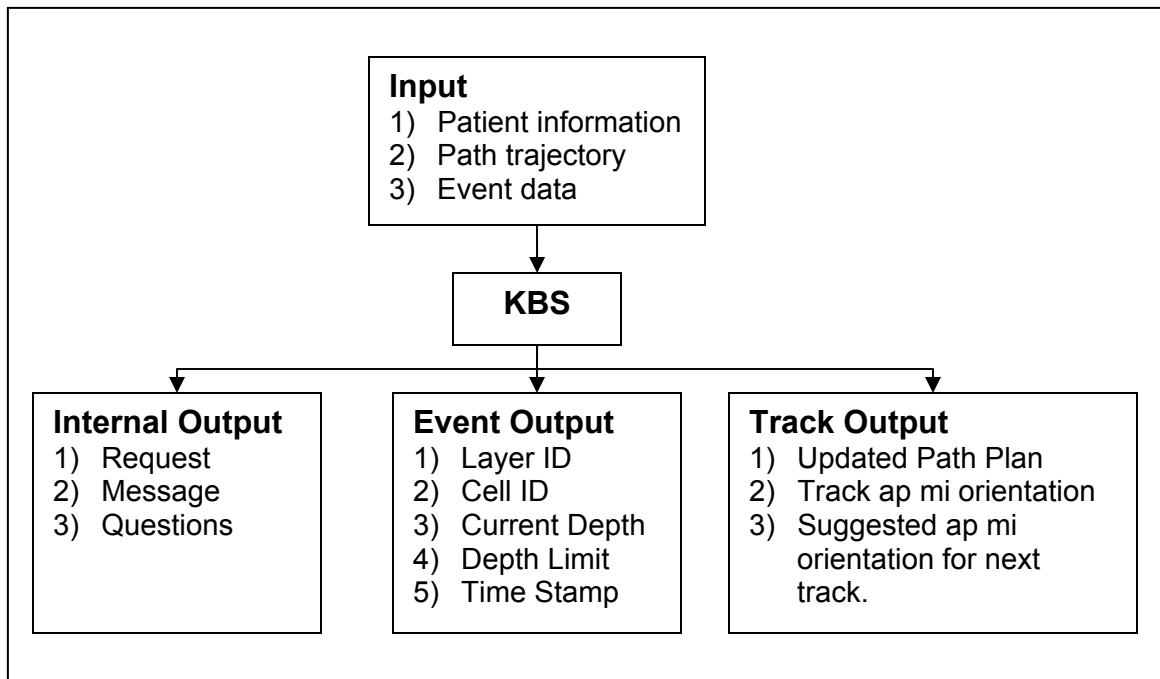 Input
1) Patient information
2) Path trajectory
3) Event data
KBS
Internal Output
1) Request
2) Message
3) Questions
Event Output
1) Layer ID
2) Cell ID
3) Current Depth
4) Depth Limit
5) Time Stamp
Track Output
1) Updated Path Plan
2) Track ap mi orientation
3) Suggested ap mi
orientation for next
track.